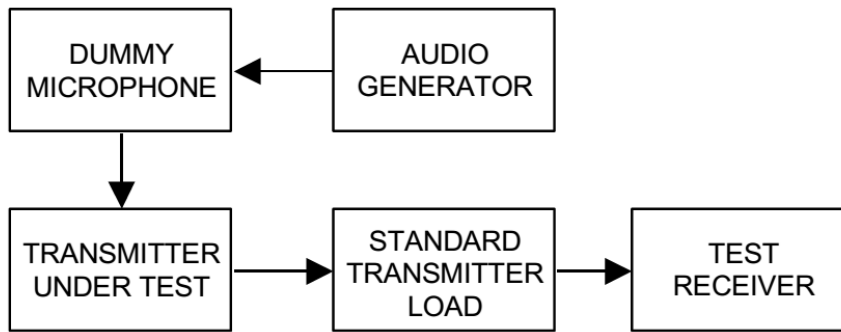 DUMMY
MICROPHONE
AUDIO
GENERATOR
TRANSMITTER
UNDER TEST
STANDARD
TRANSMITTER
LOAD
TEST
RECEIVER